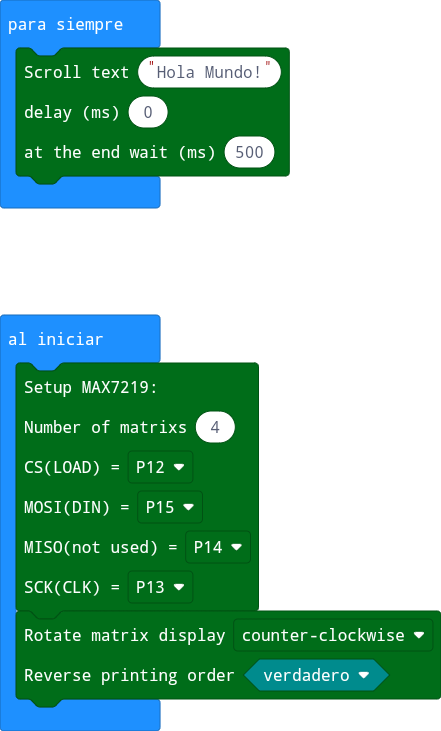 para siempre
Scroll text "Hola Mundo!"
delay (ms) 0
at the end wait (ms) 500
al iniciar
Setup MAX7219:
Number of matrixs 4
CS(LOAD) = P12
MOSI(DIN) = P15
MISO(not used) = P14
SCK(CLK) = P13
Rotate matrix display counter-clockwise
Reverse printing order verdadero